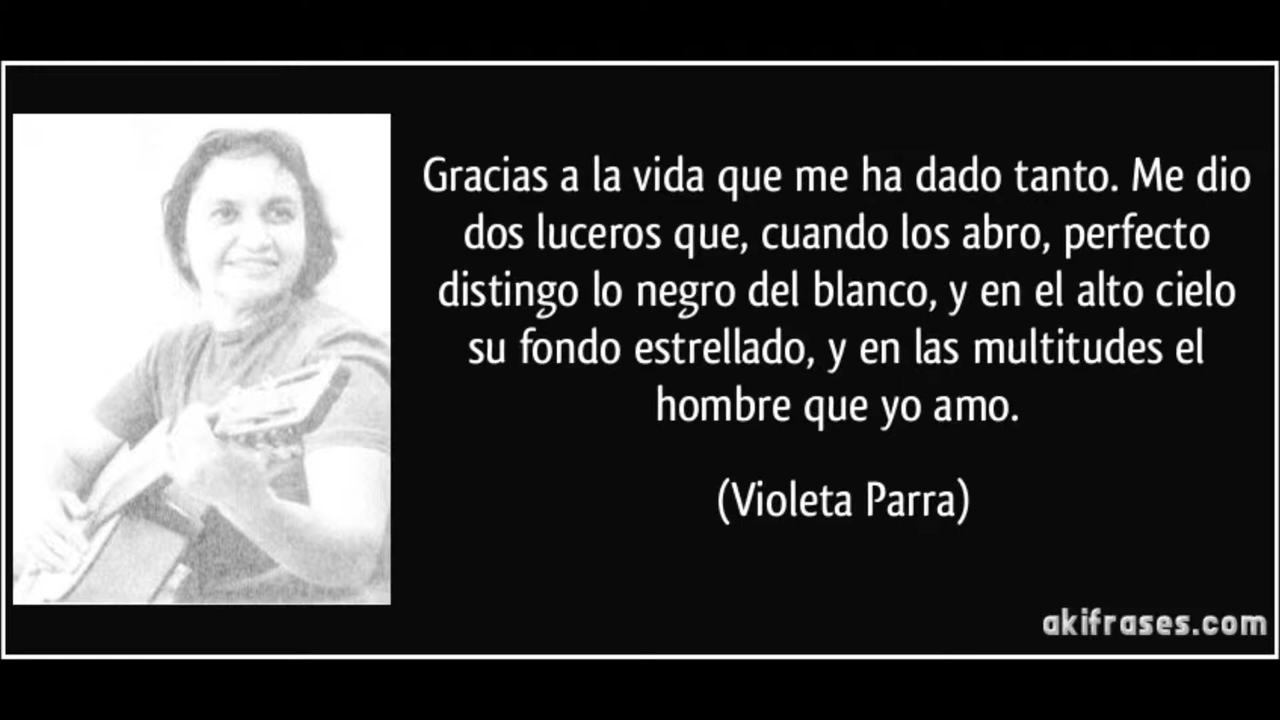 Gracias a la vida que me ha dado tanto. Me dio
dos luceros que, cuando los abro, perfecto
distingo lo negro del blanco, y en el alto cielo
su fondo estrellado, y en las multitudes el
hombre que yo amo.
(Violeta Parra)
akifrases.com